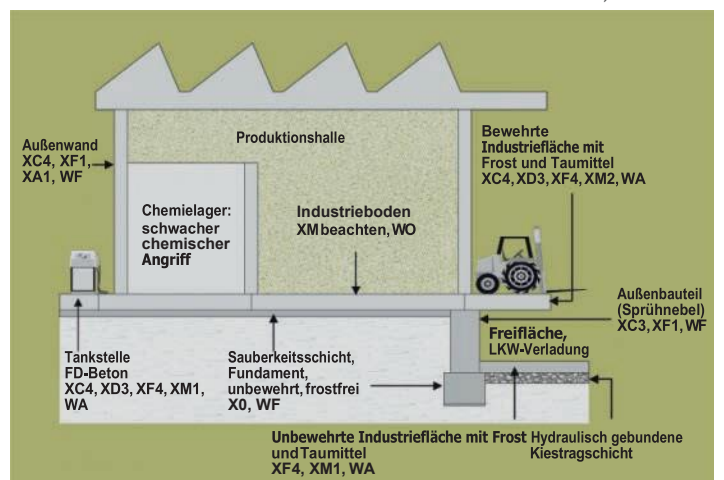 Produktionshalle
Außenwand
XC4, XF1,
XA1, WF
Bewehrte
Industriefläche mit
Frost und Taumittel
XC4, XD3, XF4, XM2, WA
Chemielager:
schwacher
chemischer
Angriff
Industrieboden
XM beachten, WO
Außenbauteil
(Sprühnebel)
XC3, XF1, WF
Freifläche,
LKW-Verladung
Tankstelle
FD-Beton
XC4, XD3, XF4, XM1,
WA
Sauberkeitsschicht,
Fundament,
unbewehrt, frostfrei
X0, WF
Unbewehrte Industriefläche mit Frost
und Taumittel
XF4, XM1, WA
Hydraulisch gebundene
Kiestragschicht